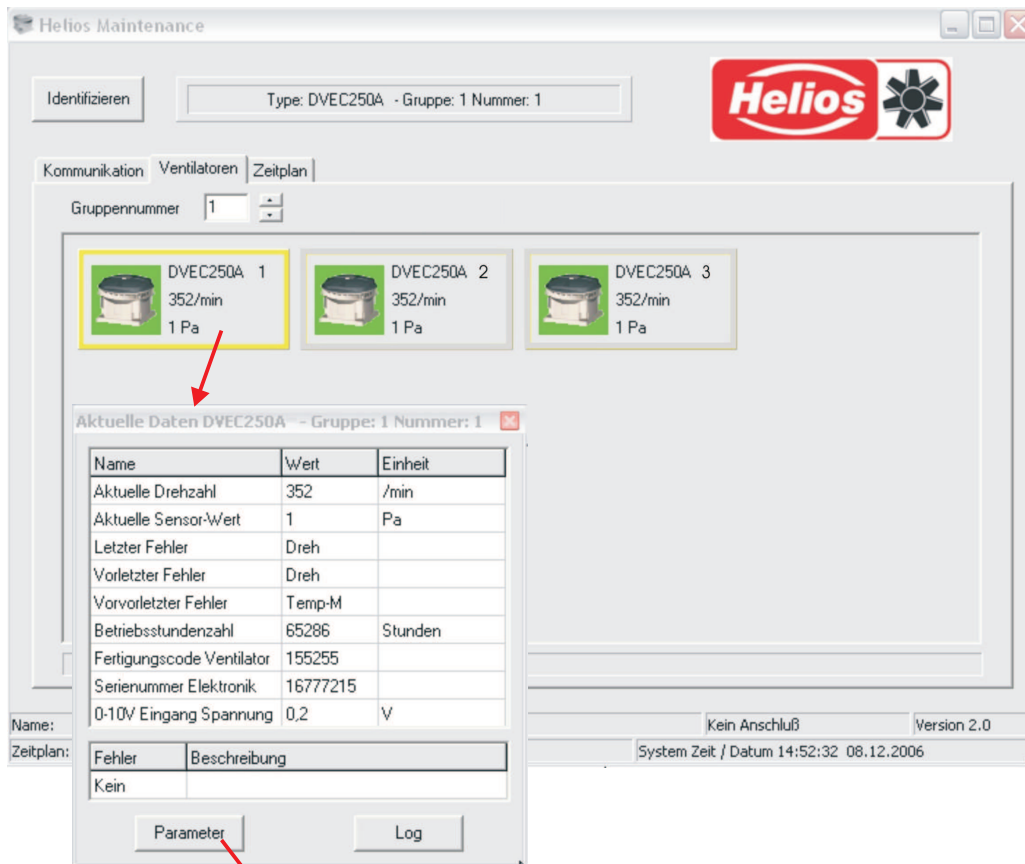 Helios Maintenance
Identifizieren
Type: DVEC250A - Gruppe: 1 Nummer: 1
Helios
Kommunikation Ventilatoren Zeitplan
Gruppennummer 1
DVEC250A 1
352/min
1 Pa
DVEC250A 2
352/min
1 Pa
DVEC250A 3
352/min
1 Pa
Aktuelle Daten DVEC250A - Gruppe: 1 Nummer: 1
Name Wert Einheit
Aktuelle Drehzahl 352 /min
Aktuelle Sensor-Wert 1 Pa
Letzter Fehler Dreh
Vorletzter Fehler Dreh
Vorvorletzter Fehler Temp-M
Betriebsstundenzahl 65286 Stunden
Fertigungscode Ventilator 155255
Serienummer Elektronik 16777215
0-10V Eingang Spannung 0,2 V
Fehler Beschreibung
Kein
Parameter Log
Name: Kein Anschluß Version 2.0
Zeitplan: System Zeit / Datum 14:52:32 08.12.2006